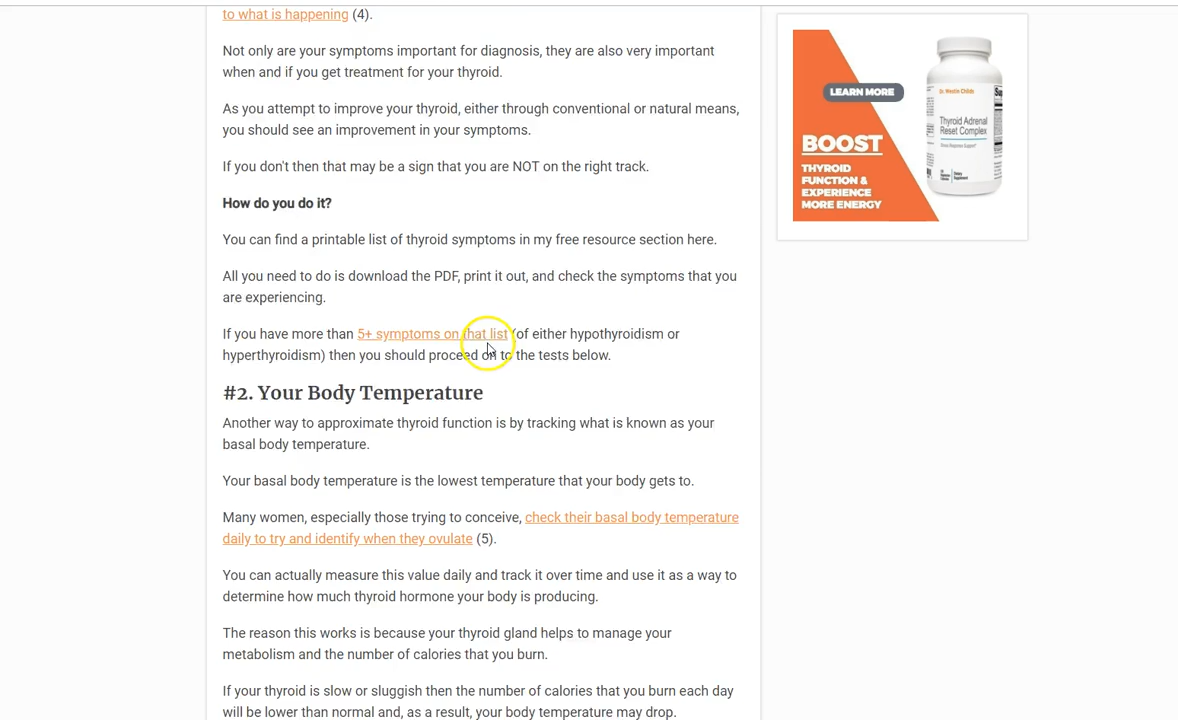 to what is happening (4).
Not only are your symptoms important for diagnosis, they are also very important
when and if you get treatment for your thyroid.
As you attempt to improve your thyroid, either through conventional or natural means,
you should see an improvement in your symptoms.
If you don't then that may be a sign that you are NOT on the right track.
How do you do it?
You can find a printable list of thyroid symptoms in my free resource section here.
All you need to do is download the PDF, print it out, and check the symptoms that you
are experiencing.
If you have more than 5+ symptoms on that list (of either hypothyroidism or
hyperthyroidism) then you should proceed on to the tests below.
#2. Your Body Temperature
Another way to approximate thyroid function is by tracking what is known as your
basal body temperature.
Your basal body temperature is the lowest temperature that your body gets to.
Many women, especially those trying to conceive, check their basal body temperature
daily to try and identify when they ovulate (5).
You can actually measure this value daily and track it over time and use it as a way to
determine how much thyroid hormone your body is producing.
The reason this works is because your thyroid gland helps to manage your
metabolism and the number of calories that you burn.
If your thyroid is slow or sluggish then the number of calories that you burn each day
will be lower than normal and, as a result, your body temperature may drop.
LEARN MORE
BOOST
THYROID
FUNCTION &
EXPERIENCE
MORE ENERGY
Dr. Westin Childs
Thyroid Adrenal
Reset Complex